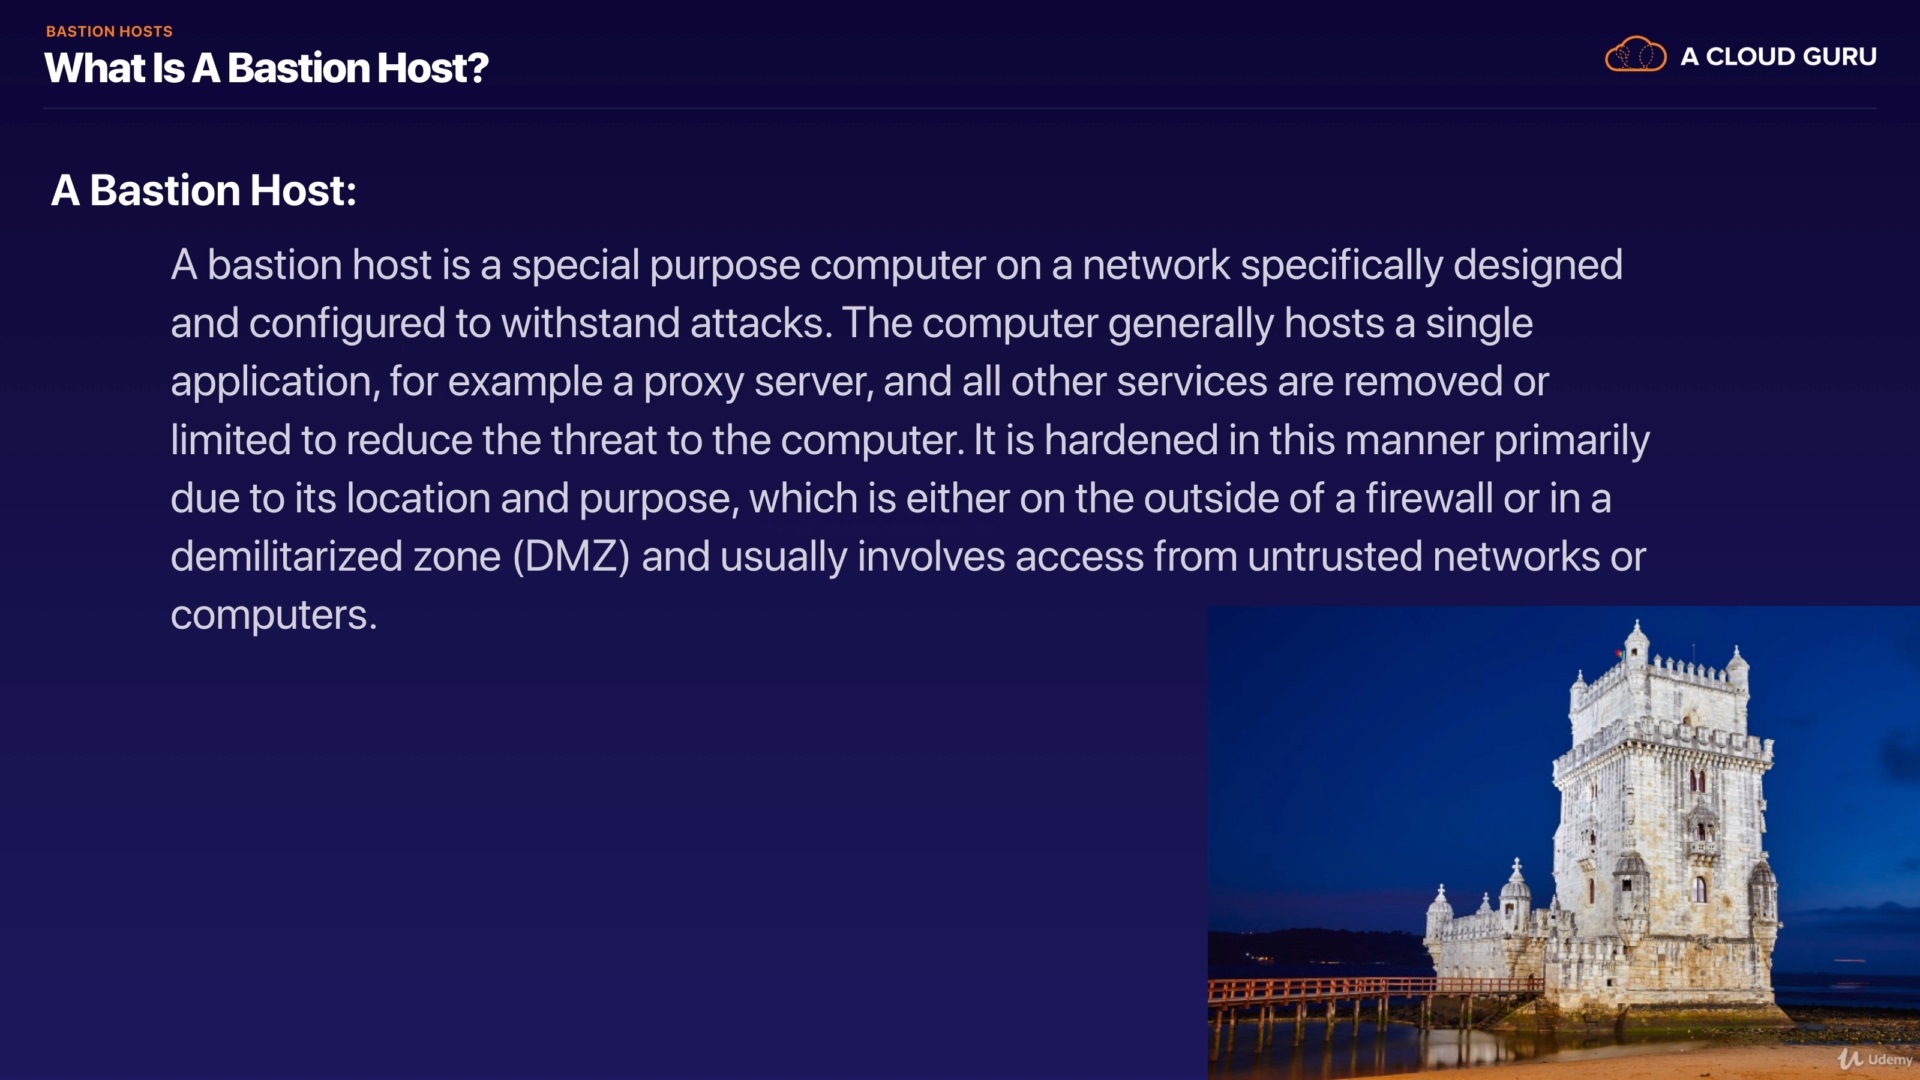 BASTION HOSTS
What Is A Bastion Host?
A CLOUD GURU
A Bastion Host:
A bastion host is a special purpose computer on a network specifically designed
and configured to withstand attacks. The computer generally hosts a single
application, for example a proxy server, and all other services are removed or
limited to reduce the threat to the computer. It is hardened in this manner primarily
due to its location and purpose, which is either on the outside of a firewall or in a
demilitarized zone (DMZ) and usually involves access from untrusted networks or
computers.
Udemy